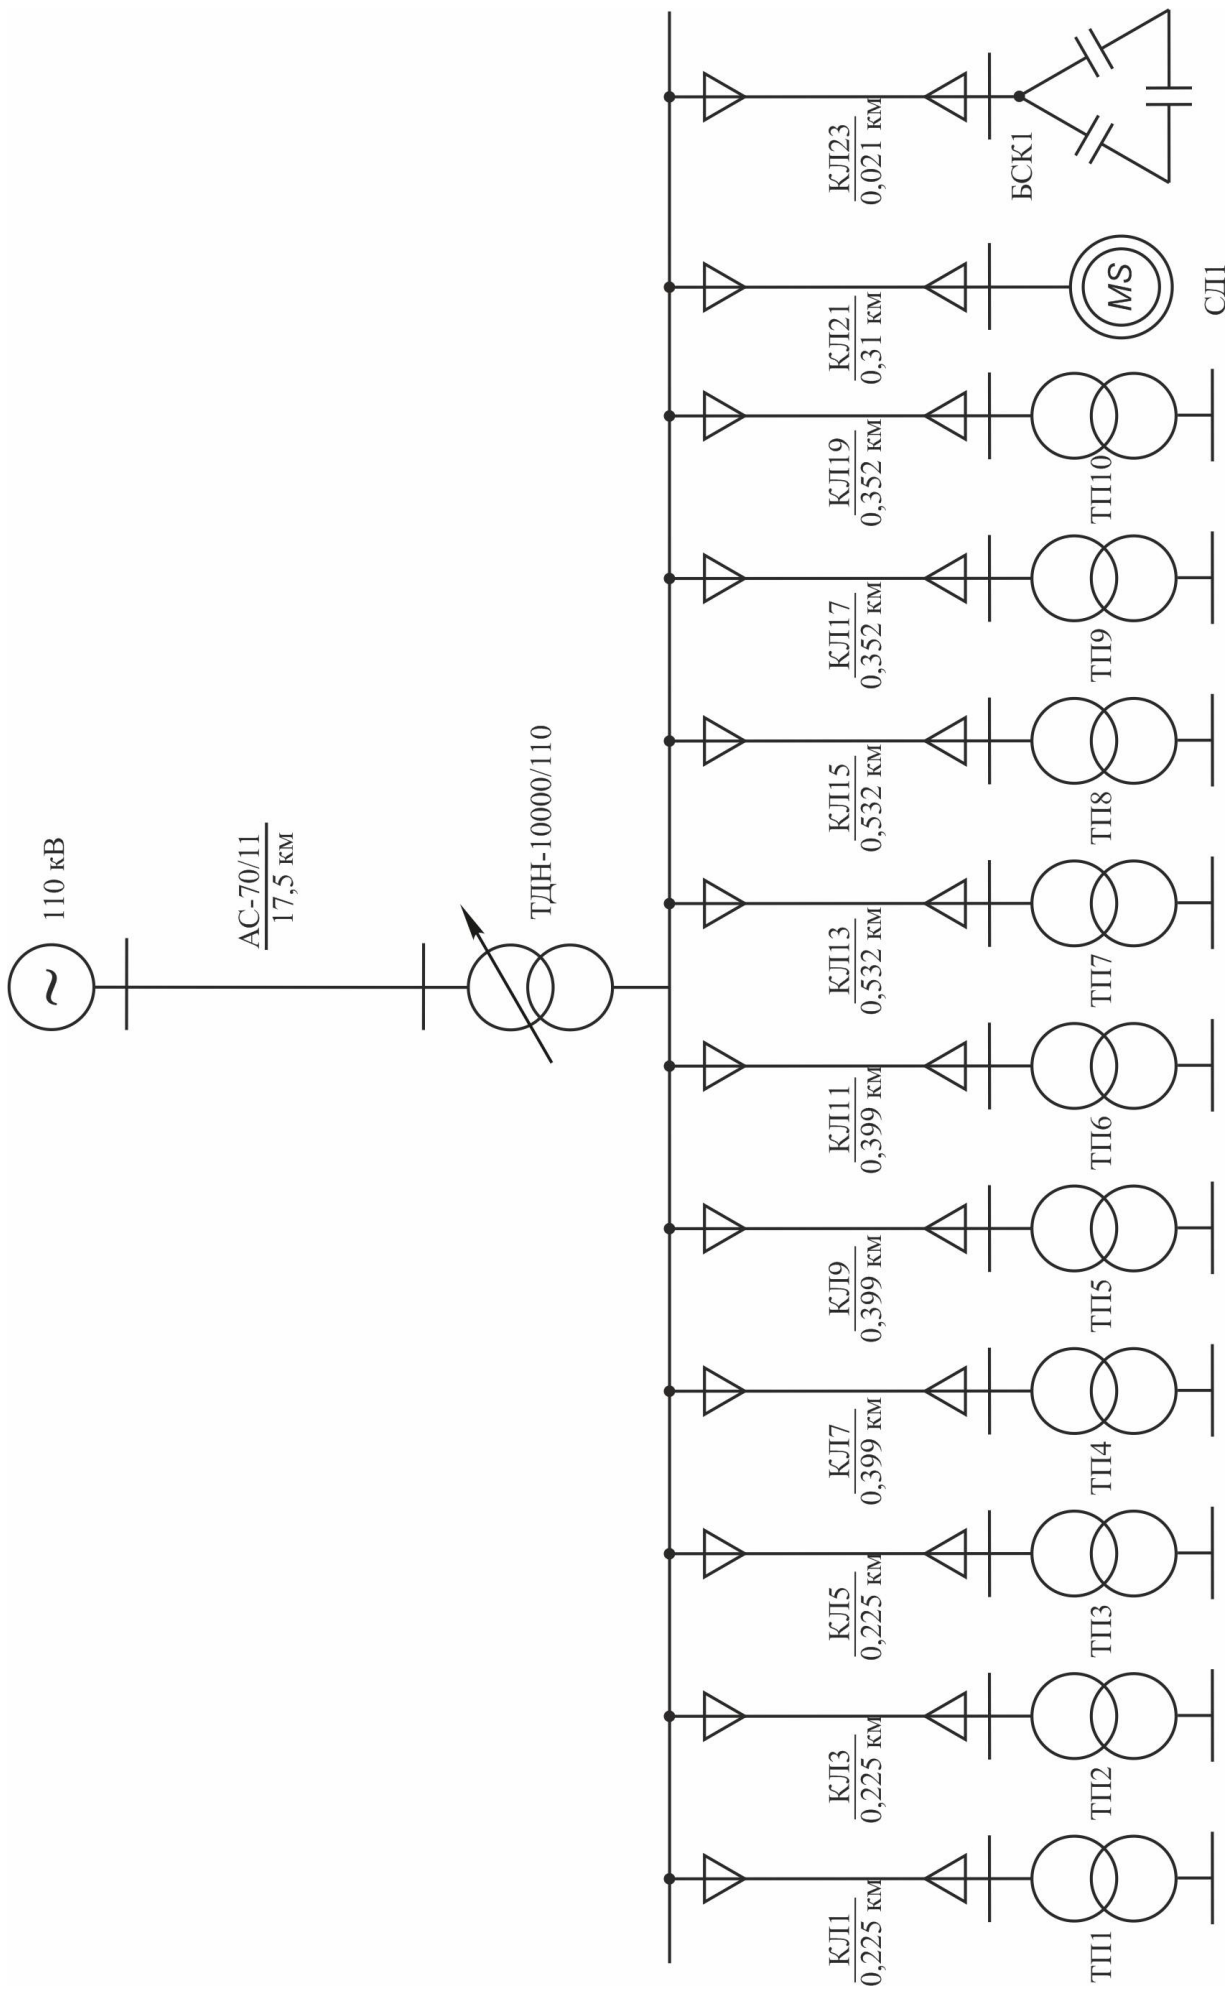 110 кВ
АС-70/11
17,5 км
ТДН-10000/110
КЛ1
0,225 км
КЛ3
0,225 км
КЛ5
0,225 км
КЛ7
0,399 км
КЛ9
0,399 км
КЛ11
0,399 км
КЛ13
0,532 км
КЛ15
0,532 км
КЛ17
0,352 км
КЛ19
0,352 км
КЛ21
0,31 км
КЛ23
0,021 км
ТП1
ТП2
ТП3
ТП4
ТП5
ТП6
ТП7
ТП8
ТП9
ТП10
MS
СД1
БСК1